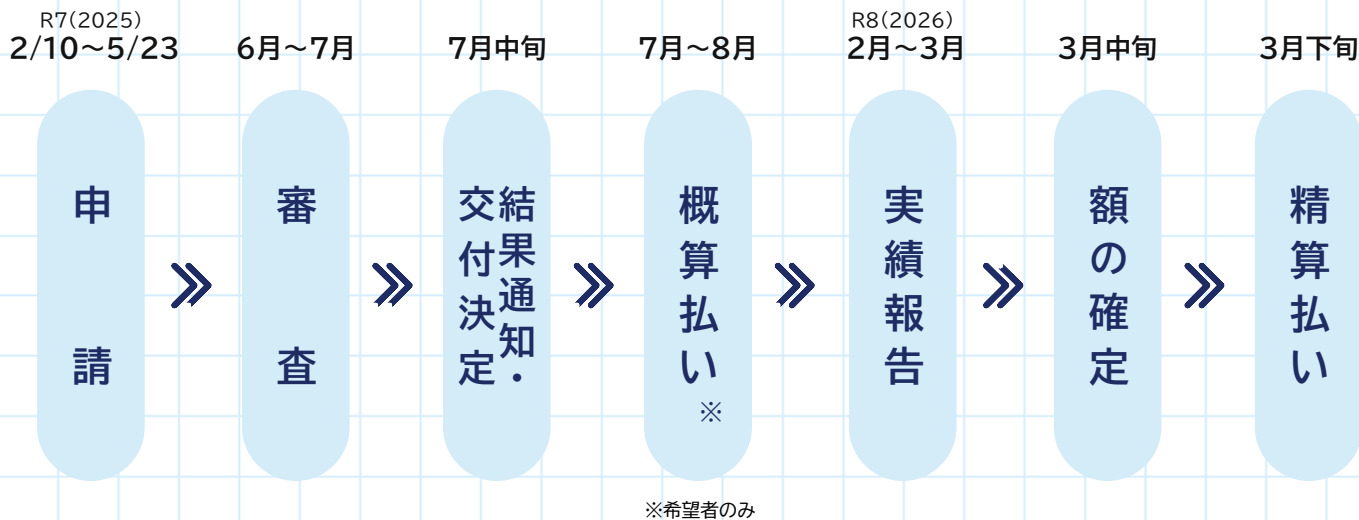 R7(2025)
2/10～5/23
申請
6月～7月
審査
7月中旬
結果通知・
交付決定
7月～8月
概算払い※
R8(2026)
2月～3月
実績報告
3月中旬
額の確定
3月下旬
精算払い
※希望者のみ